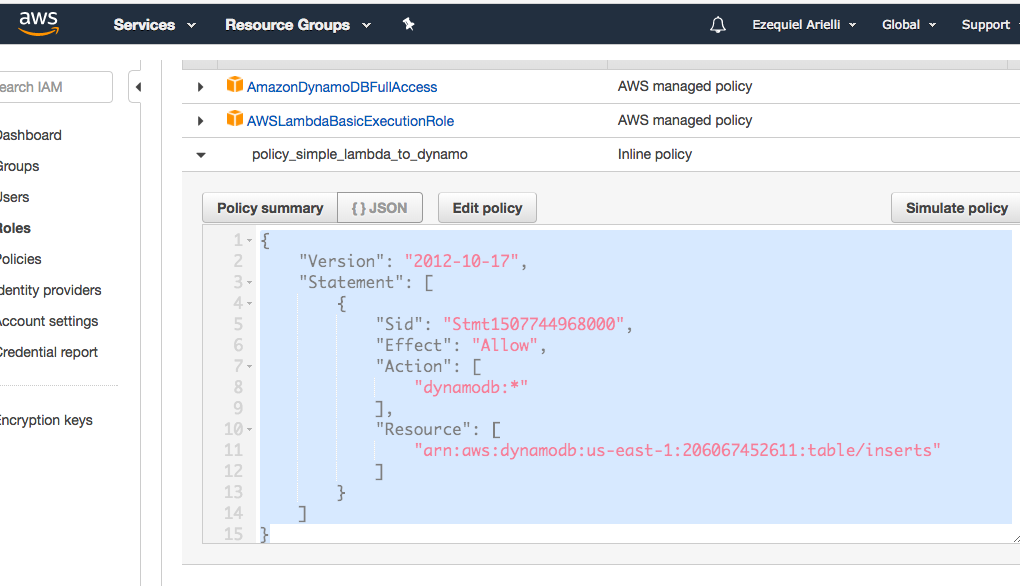 aws Services Resource Groups Ezequiel Arielli Global Support
earch IAM
Dashboard
Groups
Users
Roles
Policies
dentity providers
Account settings
Credential report
Encryption keys
AmazonDynamoDBFullAccess AWS managed policy
AWSLambdaBasicExecutionRole AWS managed policy
policy_simple_lambda_to_dynamo Inline policy
Policy summary { } JSON Edit policy Simulate policy
1 {
2 "Version": "2012-10-17",
3 "Statement": [
4 {
5 "Sid": "Stmt1507744968000",
6 "Effect": "Allow",
7 "Action": [
8 "dynamodb:*"
9 ],
10 "Resource": [
11 "arn:aws:dynamodb:us-east-1:206067452611:table/inserts"
12 ]
13 }
14 ]
15 }